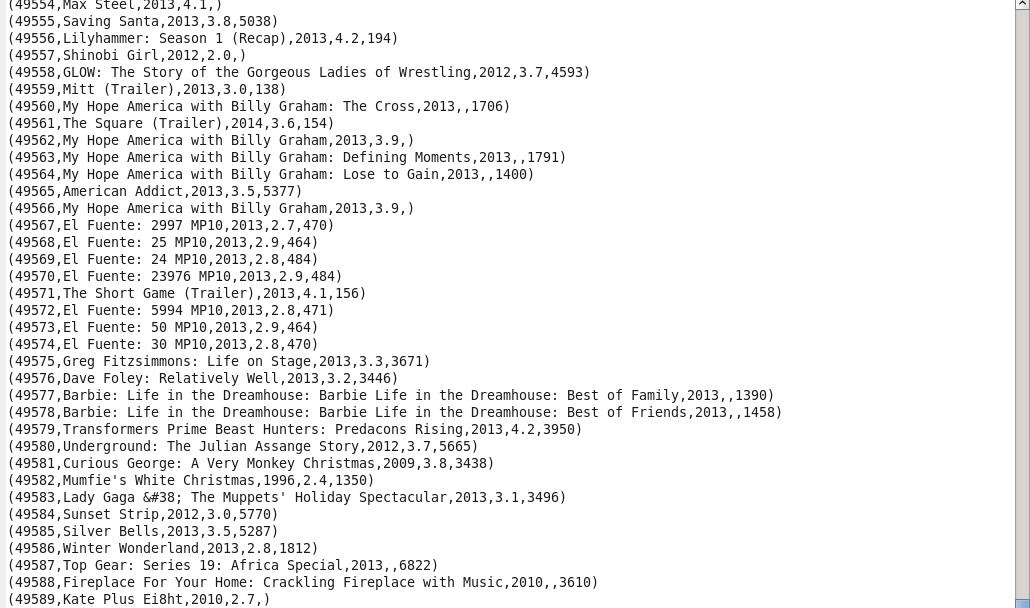 (49554,Max Steel,2013,4.1,)
(49555,Saving Santa,2013,3.8,5038)
(49556,Lilyhammer: Season 1 (Recap),2013,4.2,194)
(49557,Shinobi Girl,2012,2.0,)
(49558,GLOW: The Story of the Gorgeous Ladies of Wrestling,2012,3.7,4593)
(49559,Mitt (Trailer),2013,3.0,138)
(49560,My Hope America with Billy Graham: The Cross,2013,,1706)
(49561,The Square (Trailer),2014,3.6,154)
(49562,My Hope America with Billy Graham,2013,3.9,)
(49563,My Hope America with Billy Graham: Defining Moments,2013,,1791)
(49564,My Hope America with Billy Graham: Lose to Gain,2013,,1400)
(49565,American Addict,2013,3.5,5377)
(49566,My Hope America with Billy Graham,2013,3.9,)
(49567,El Fuente: 2997 MP10,2013,2.7,470)
(49568,El Fuente: 25 MP10,2013,2.9,464)
(49569,El Fuente: 24 MP10,2013,2.8,484)
(49570,El Fuente: 23976 MP10,2013,2.9,484)
(49571,The Short Game (Trailer),2013,4.1,156)
(49572,El Fuente: 5994 MP10,2013,2.8,471)
(49573,El Fuente: 50 MP10,2013,2.9,464)
(49574,El Fuente: 30 MP10,2013,2.8,470)
(49575,Greg Fitzsimmons: Life on Stage,2013,3.3,3671)
(49576,Dave Foley: Relatively Well,2013,3.2,3446)
(49577,Barbie: Life in the Dreamhouse: Barbie Life in the Dreamhouse: Best of Family,2013,,1390)
(49578,Barbie: Life in the Dreamhouse: Barbie Life in the Dreamhouse: Best of Friends,2013,,1458)
(49579,Transformers Prime Beast Hunters: Predacons Rising,2013,4.2,3950)
(49580,Underground: The Julian Assange Story,2012,3.7,5665)
(49581,Curious George: A Very Monkey Christmas,2009,3.8,3438)
(49582,Mumfie's White Christmas,1996,2.4,1350)
(49583,Lady Gaga &#38; The Muppets' Holiday Spectacular,2013,3.1,3496)
(49584,Sunset Strip,2012,3.0,5770)
(49585,Silver Bells,2013,3.5,5287)
(49586,Winter Wonderland,2013,2.8,1812)
(49587,Top Gear: Series 19: Africa Special,2013,,6822)
(49588,Fireplace For Your Home: Crackling Fireplace with Music,2010,,3610)
(49589,Kate Plus Ei8ht,2010,2.7,)